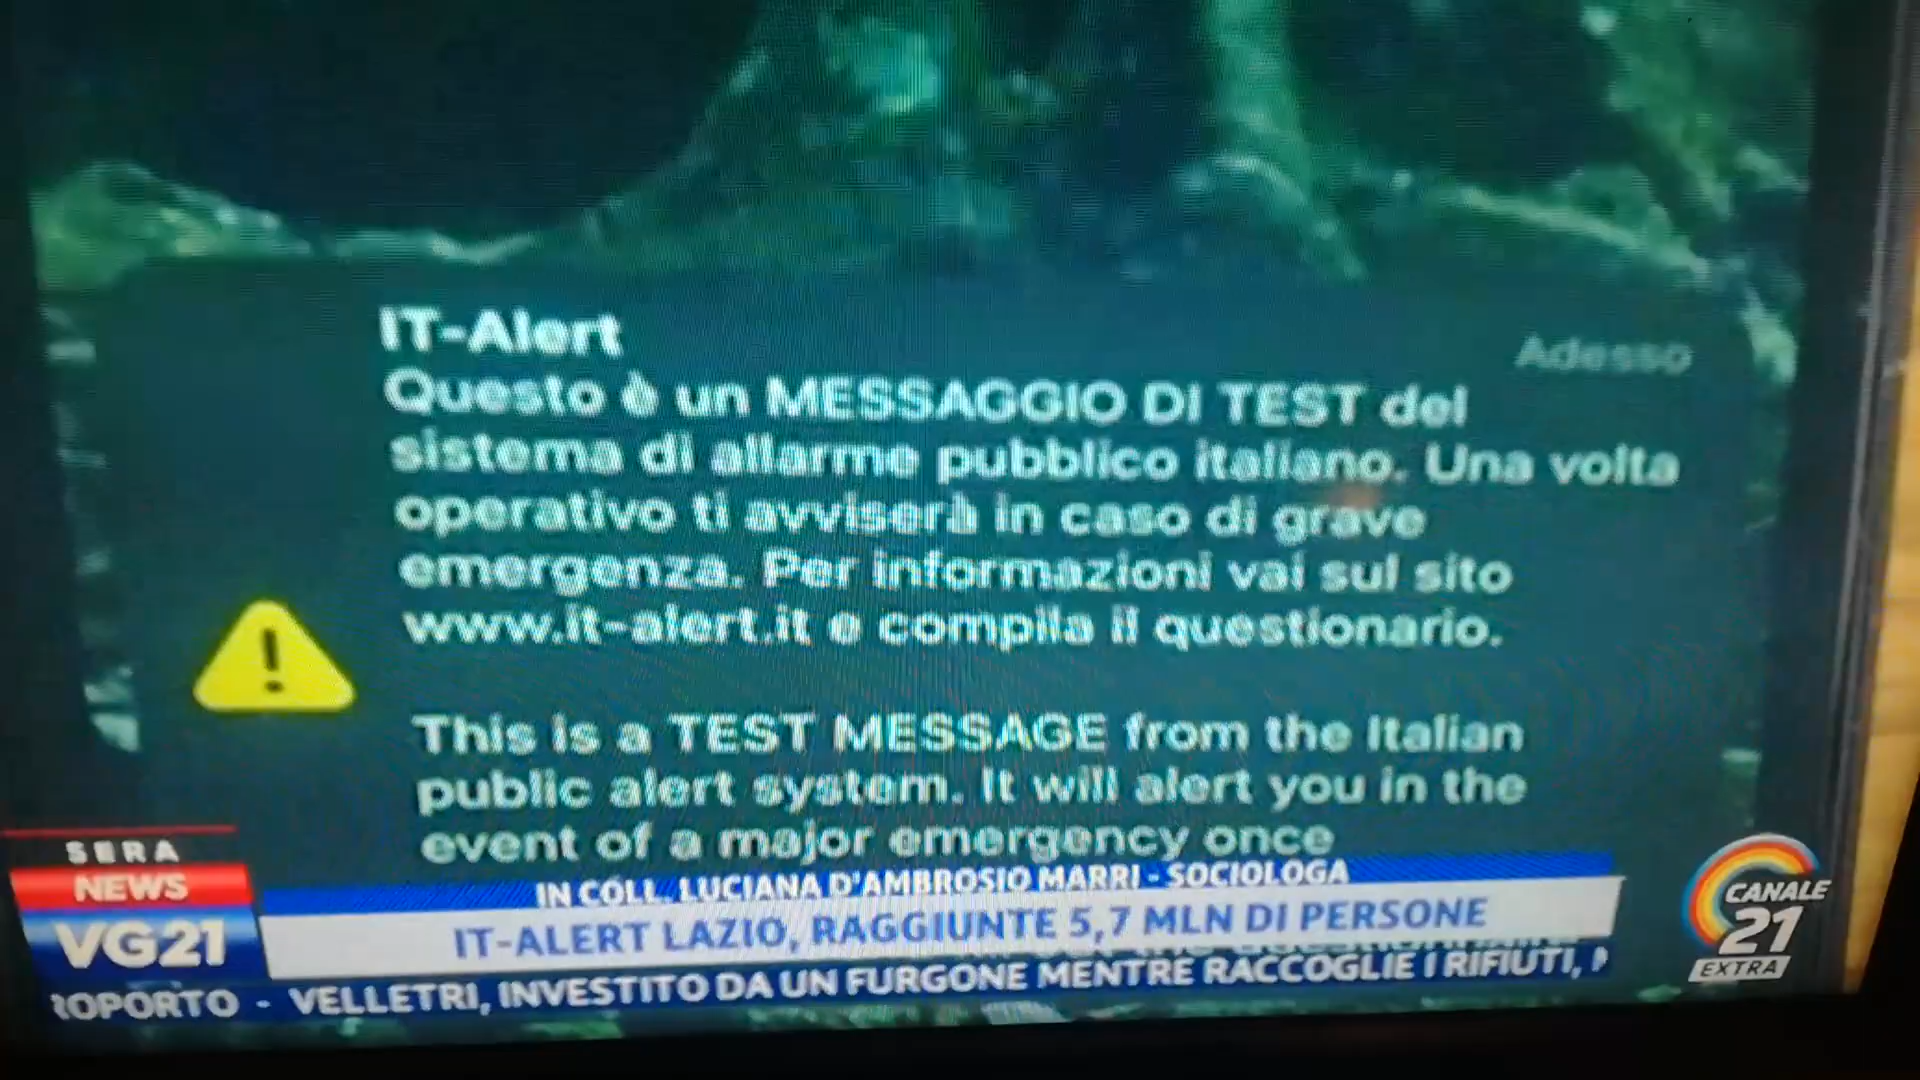 IT-Alert
Adesso
Questo è un MESSAGGIO DI TEST del
sistema di allarme pubblico italiano. Una volta
operativo ti avviserà in caso di grave
emergenza. Per informazioni vai sul sito
www.it-alert.it e compila il questionario.
This is a TEST MESSAGE from the Italian
public alert system. It will alert you in the
event of a major emergency once
SERA
NEWS
VG21
IN COLL. LUCIANA D'AMBROSIO MARRI - SOCIOLOGA
IT-ALERT LAZIO, RAGGIUNTE 5,7 MLN DI PERSONE
ROPORTO - VELLETRI, INVESTITO DA UN FURGONE MENTRE RACCOGLIE I RIFIUTI,
CANALE
21
EXTRA